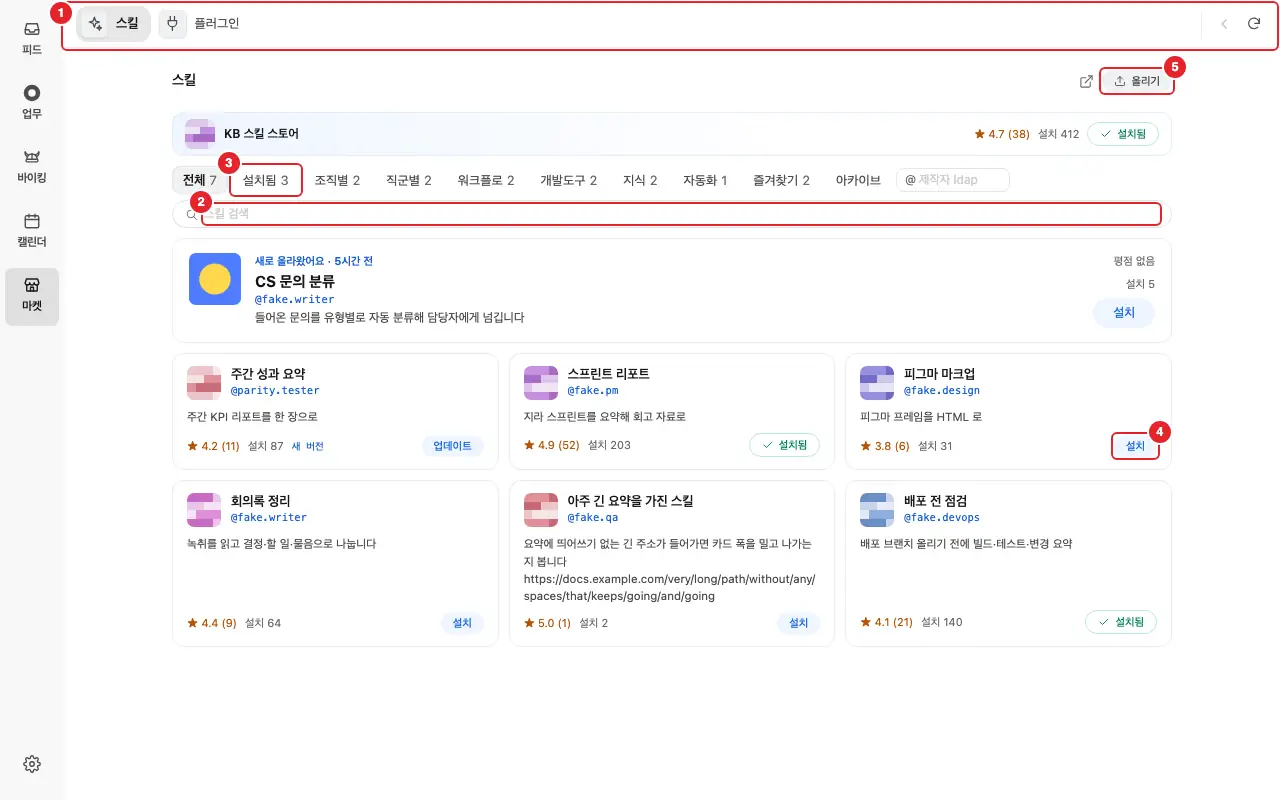 1
스킬
플러그인
피드
업무
바이킹
캘린더
마켓
스킬
5
올리기
KB 스킬 스토어
★ 4.7 (38) 설치 412 ✓ 설치됨
3
전체 7 설치됨 3 조직별 2 직군별 2 워크플로 2 개발도구 2 지식 2 자동화 1 즐겨찾기 2 아카이브 @ 제작자 ldap
2
스킬 검색
새로 올라왔어요 · 5시간 전
CS 문의 분류
@fake.writer
들어온 문의를 유형별로 자동 분류해 담당자에게 넘깁니다
평점 없음
설치 5
설치
주간 성과 요약
@parity.tester
주간 KPI 리포트를 한 장으로
★ 4.2 (11) 설치 87 새 버전 업데이트
스프린트 리포트
@fake.pm
지라 스프린트를 요약해 회고 자료로
★ 4.9 (52) 설치 203 ✓ 설치됨
피그마 마크업
@fake.design
피그마 프레임을 HTML 로
★ 3.8 (6) 설치 31 설치
4
회의록 정리
@fake.writer
녹취를 읽고 결정·할 일·물음으로 나눕니다
★ 4.4 (9) 설치 64 설치
아주 긴 요약을 가진 스킬
@fake.qa
요약에 띄어쓰기 없는 긴 주소가 들어가면 카드 폭을 밀고 나가는
지 봅니다
https://docs.example.com/very/long/path/without/any/
spaces/that/keeps/going/and/going
★ 5.0 (1) 설치 2 설치
배포 전 점검
@fake.devops
배포 브랜치 올리기 전에 빌드·테스트·변경 요약
★ 4.1 (21) 설치 140 ✓ 설치됨